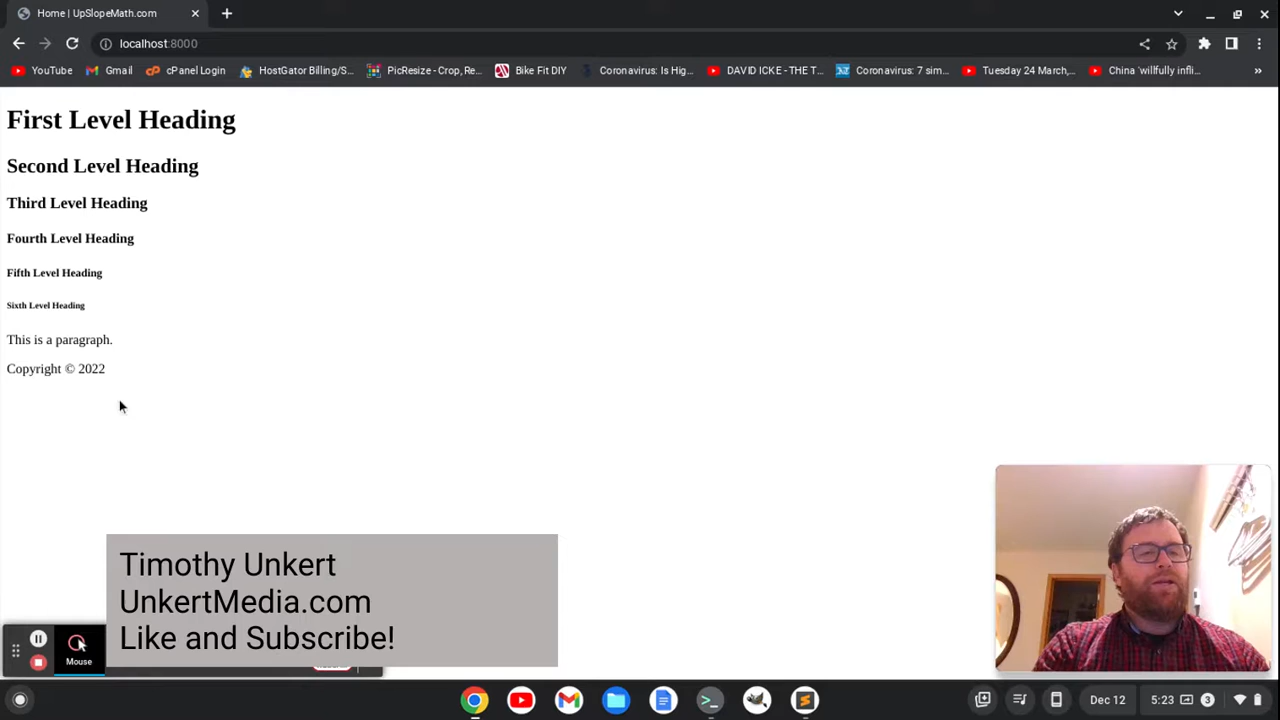 Home | UpSlopeMath.com
localhost:8000
YouTube
Gmail
cPanel Login
HostGator Billing/S...
PicResize - Crop, Re...
Bike Fit DIY
Coronavirus: Is Hig...
DAVID ICKE - THE T...
Coronavirus: 7 sim...
Tuesday 24 March,...
China 'willfully infli...
First Level Heading
Second Level Heading
Third Level Heading
Fourth Level Heading
Fifth Level Heading
Sixth Level Heading
This is a paragraph.
Copyright © 2022
Timothy Unkert
UnkertMedia.com
Like and Subscribe!
Mouse
Dec 12
5:23
3